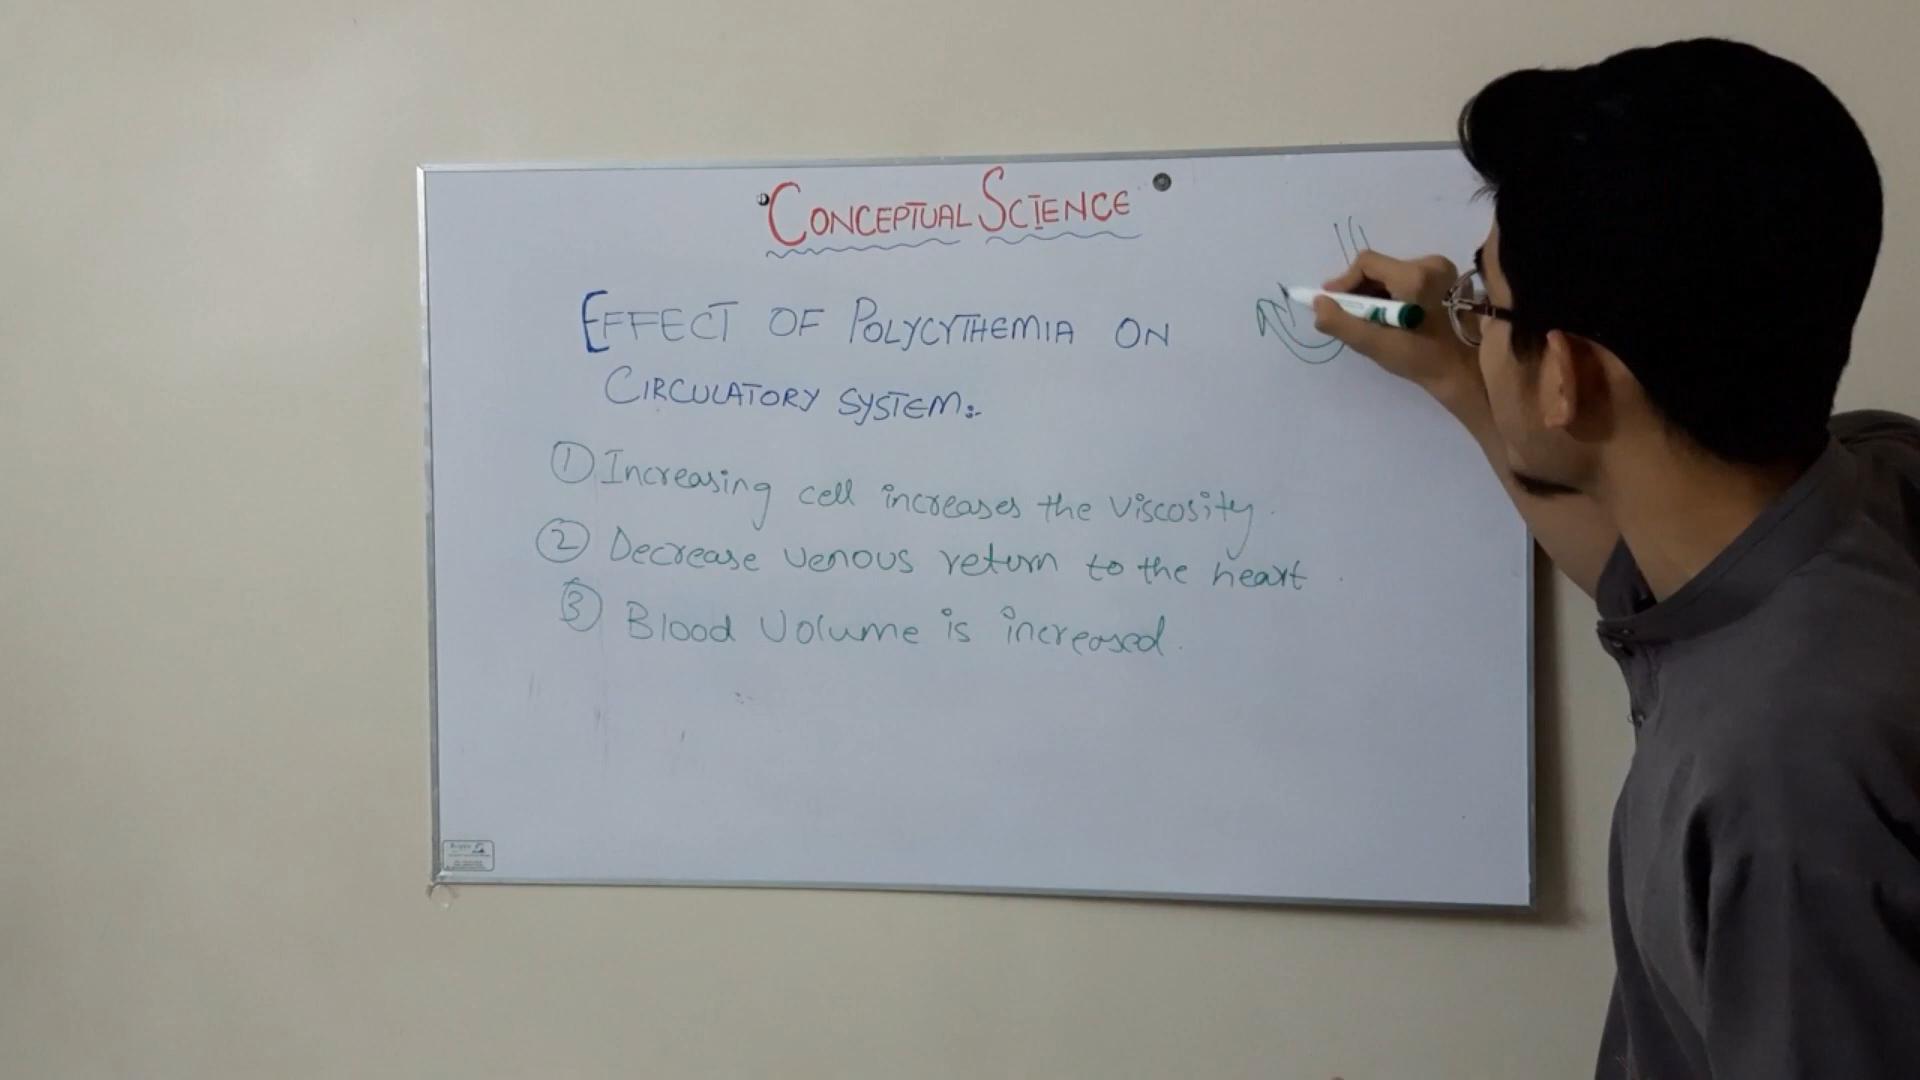 CONCEPTUAL SCIENCE
EFFECT OF POLYCYTHEMIA ON
CIRCULATORY SYSTEM:-
① Increasing cell increases the viscosity.
② Decrease venous return to the heart.
③ Blood volume is increased.